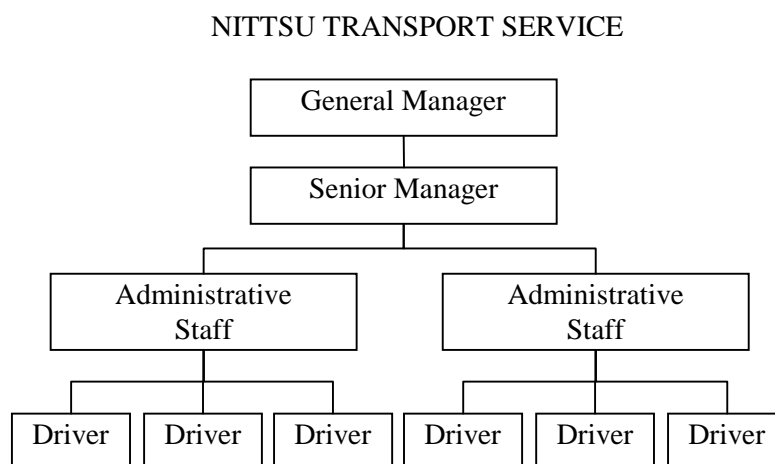 NITTSU TRANSPORT SERVICE
General Manager
Senior Manager
Administrative
Staff
Administrative
Staff
Driver
Driver
Driver
Driver
Driver
Driver